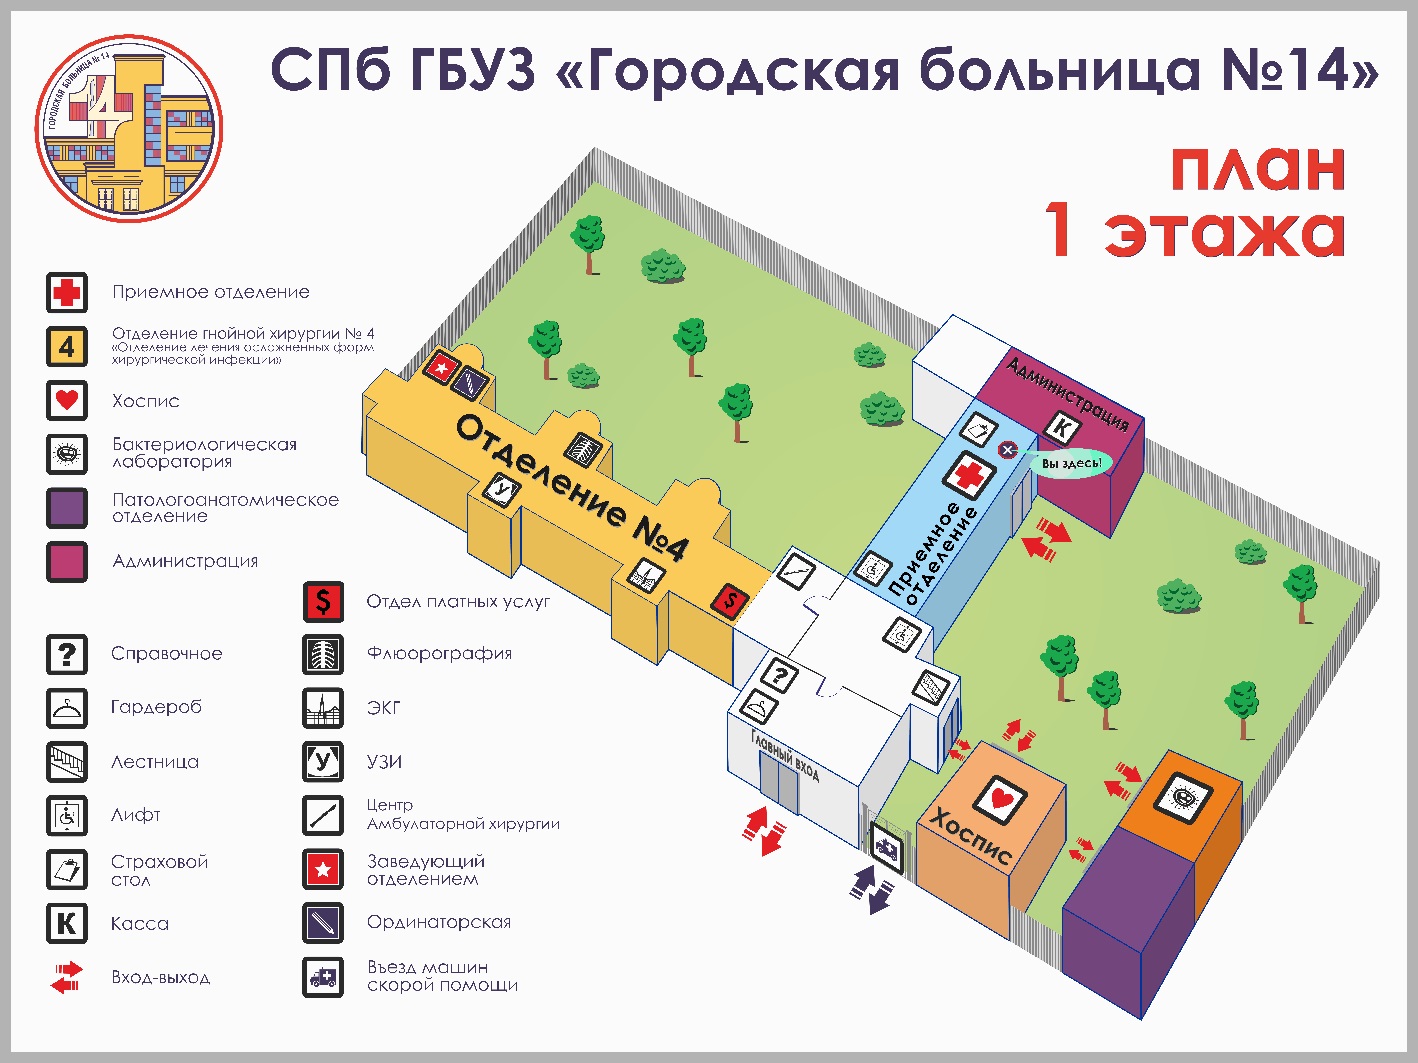 ГОРОДСКАЯ БОЛЬНИЦА № 14
14
СПб ГБУЗ «Городская больница №14»
план
1 этажа
Приемное отделение
4
Отделение гнойной хирургии № 4
«Отделение лечения осложненных форм
хирургической инфекции»
Хоспис
Бактериологическая
лаборатория
Патологоанатомическое
отделение
Администрация
$
Отдел платных услуг
?
Справочное
Флюорография
Гардероб
ЭКГ
Лестница
У
УЗИ
Лифт
Центр
Амбулаторной хирургии
Страховой
стол
Заведующий
отделением
К
Касса
Ординаторская
Вход-выход
Въезд машин
скорой помощи
Администрация
К
Вы здесь!
Приемное
отделение
Отделение №4
У
$
?
Главный вход
Хоспис